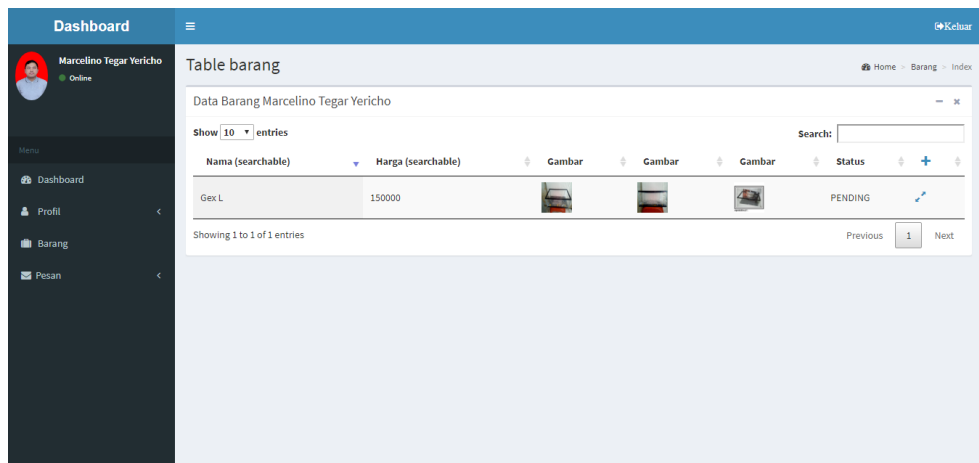 Dashboard
Keluar
Marcelino Tegar Yericho
Online
Menu
Dashboard
Profil
Barang
Pesan
Table barang
Home > Barang > Index
Data Barang Marcelino Tegar Yericho
Show 10 entries
Search:
Nama (searchable) Harga (searchable) Gambar Gambar Gambar Status
Gex L 150000 PENDING
Showing 1 to 1 of 1 entries
Previous 1 Next